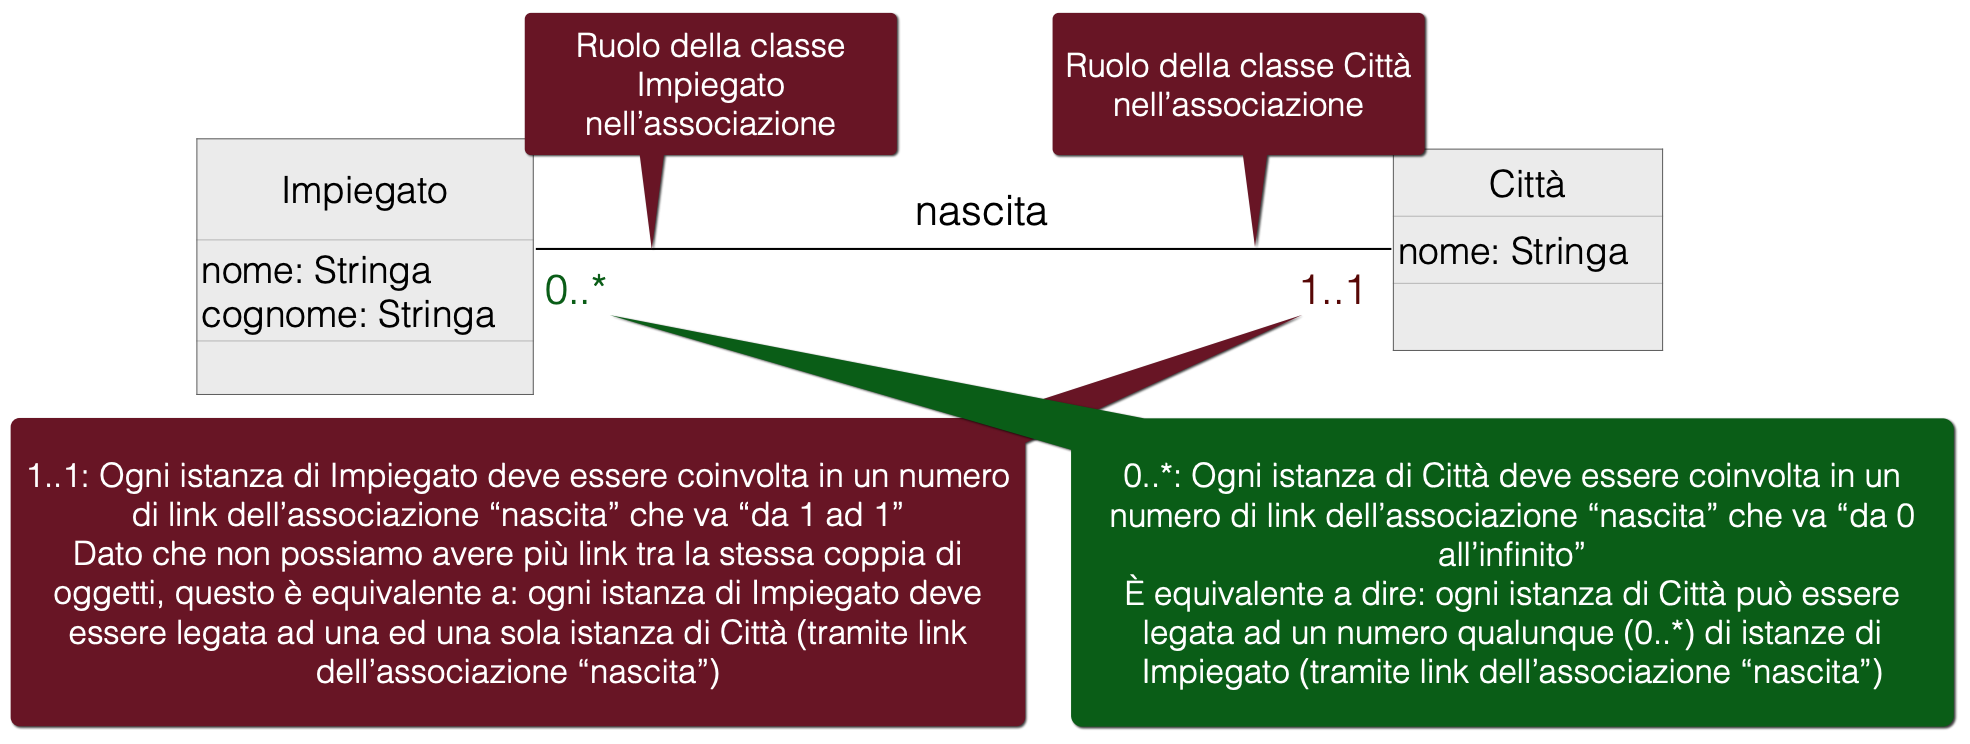 Ruolo della classe
Impiegato
nell’associazione
Ruolo della classe Città
nell’associazione
Impiegato
nome: Stringa
cognome: Stringa
nascita
Città
nome: Stringa
0..*
1..1
1..1: Ogni istanza di Impiegato deve essere coinvolta in un numero
di link dell’associazione “nascita” che va “da 1 ad 1”
Dato che non possiamo avere più link tra la stessa coppia di
oggetti, questo è equivalente a: ogni istanza di Impiegato deve
essere legata ad una ed una sola istanza di Città (tramite link
dell’associazione “nascita”)
0..*: Ogni istanza di Città deve essere coinvolta in un
numero di link dell’associazione “nascita” che va “da 0
all’infinito”
È equivalente a dire: ogni istanza di Città può essere
legata ad un numero qualunque (0..*) di istanze di
Impiegato (tramite link dell’associazione “nascita”)